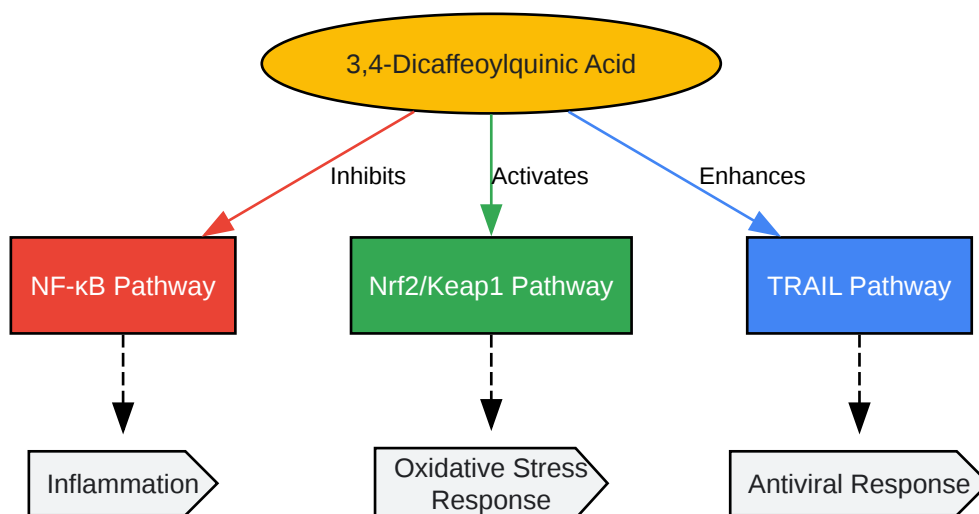 3,4-Dicaffeoylquinic Acid
Inhibits
Activates
Enhances
NF-κB Pathway
Nrf2/Keap1 Pathway
TRAIL Pathway
Inflammation
Oxidative Stress
Response
Antiviral Response